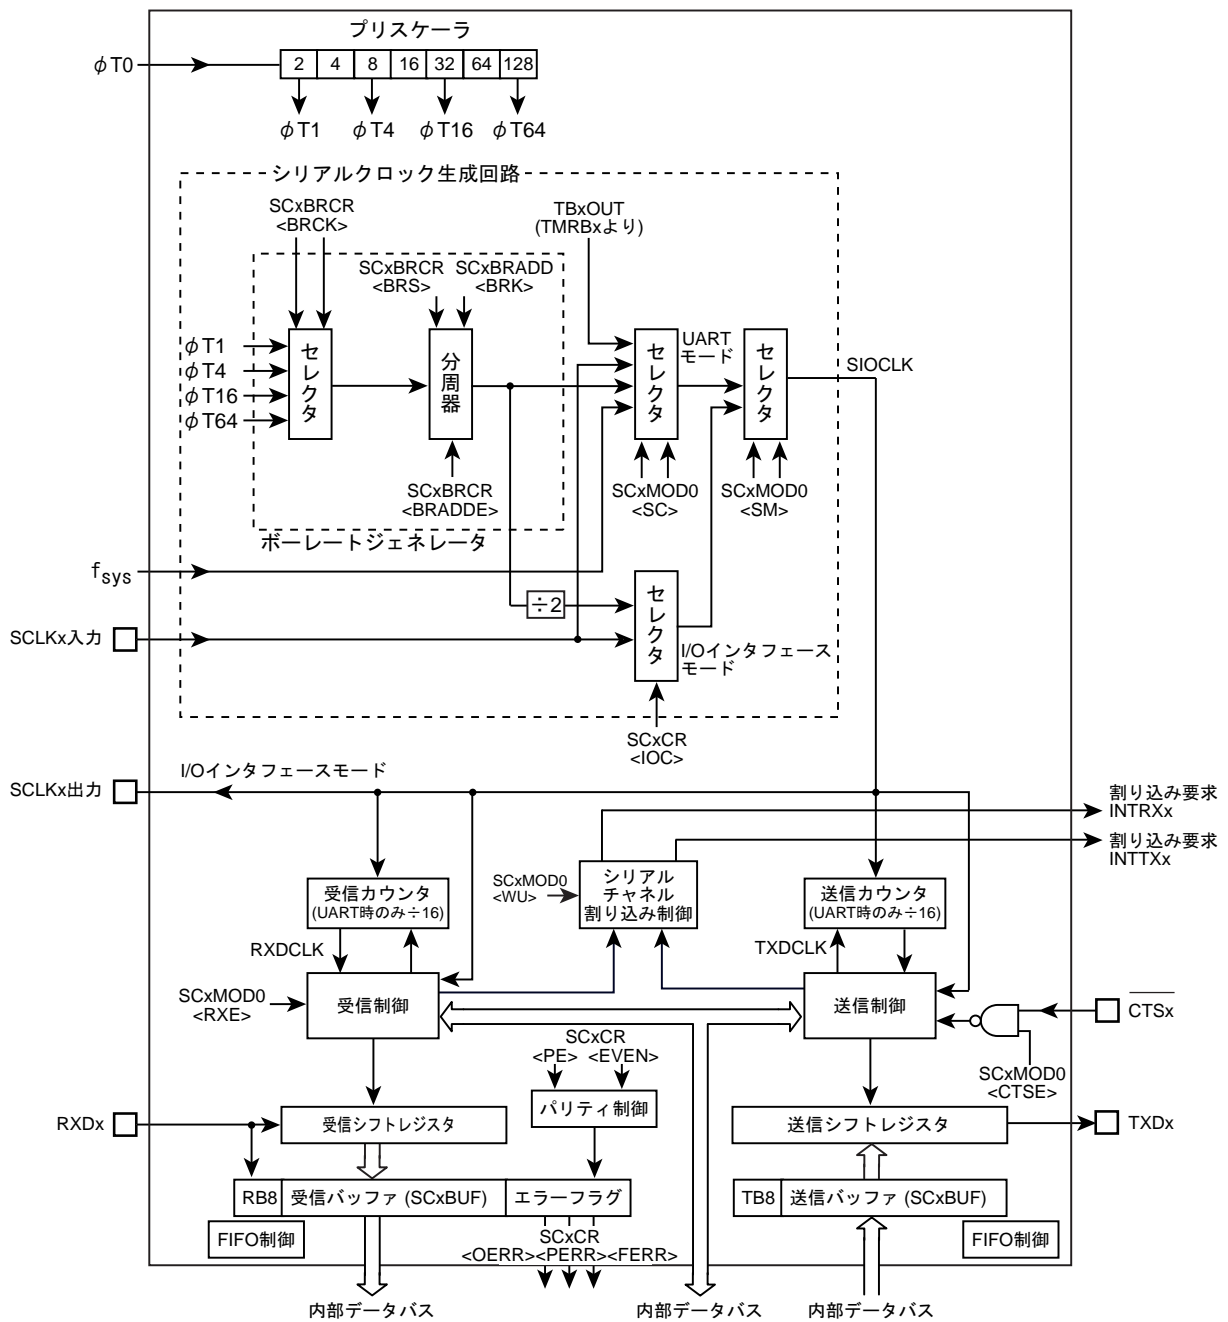 プリスケーラ
φT0
2 4 8 16 32 64 128
φT1 φT4 φT16 φT64
シリアルクロック生成回路
SCxBRCR
<BRCK>
TBxOUT
(TMRBxより)
SCxBRCR
<BRS>
SCxBRADD
<BRK>
φT1
φT4
φT16
φT64
セレクタ
分周器
セレクタ
UART
モード
セレクタ
SIOCLK
SCxBRCR
<BRADDE>
SCxMOD0
<SC>
SCxMOD0
<SM>
ボーレートジェネレータ
fsys
÷2
セレクタ
SCLKx入力
I/Oインタフェース
モード
SCxCR
<IOC>
I/Oインタフェースモード
SCLKx出力
割り込み要求
INTRXx
割り込み要求
INTTXx
受信カウンタ
(UART時のみ÷16)
SCxMOD0
<WU>
シリアル
チャネル
割り込み制御
送信カウンタ
(UART時のみ÷16)
RXDCLK
TXDCLK
SCxMOD0
<RXE>
受信制御
送信制御
CTSx
SCxMOD0
<CTSE>
SCxCR
<PE> <EVEN>
パリティ制御
RXDx
受信シフトレジスタ
送信シフトレジスタ
TXDx
RB8 受信バッファ (SCxBUF) エラーフラグ
TB8 送信バッファ (SCxBUF)
FIFO制御
SCxCR
<OERR><PERR><FERR>
FIFO制御
内部データバス
内部データバス
内部データバス